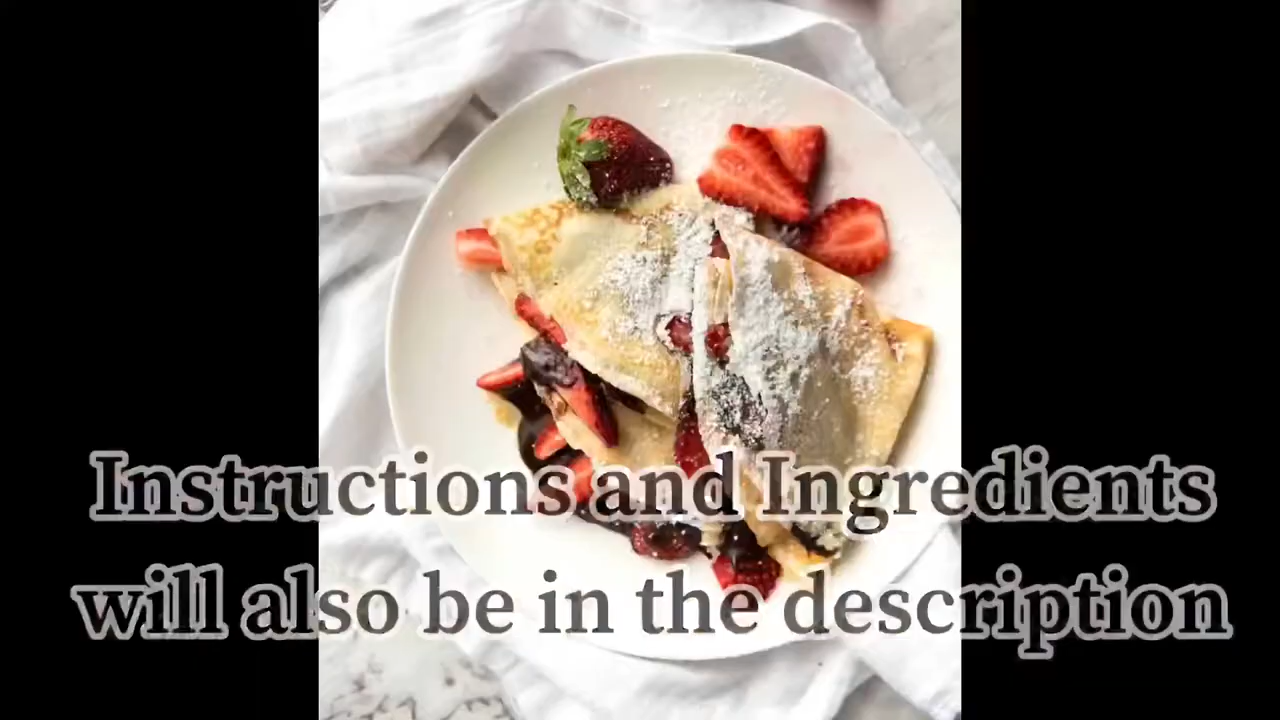 Instructions and Ingredients
will also be in the description